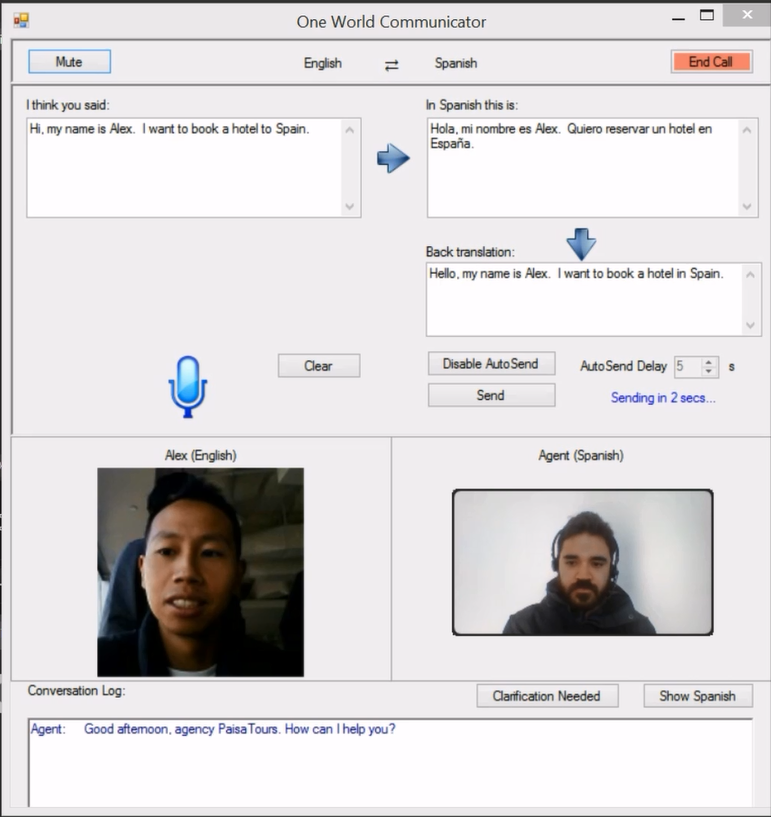 One World Communicator
Mute
English ⇄ Spanish
End Call
I think you said:
Hi, my name is Alex.  I want to book a hotel to Spain.
In Spanish this is:
Hola, mi nombre es Alex.  Quiero reservar un hotel en
España.
Back translation:
Hello, my name is Alex.  I want to book a hotel in Spain.
Clear
Disable AutoSend
AutoSend Delay 5 s
Send
Sending in 2 secs...
Alex (English)
Agent (Spanish)
Conversation Log:
Clarification Needed
Show Spanish
Agent: Good afternoon, agency PaisaTours. How can I help you?